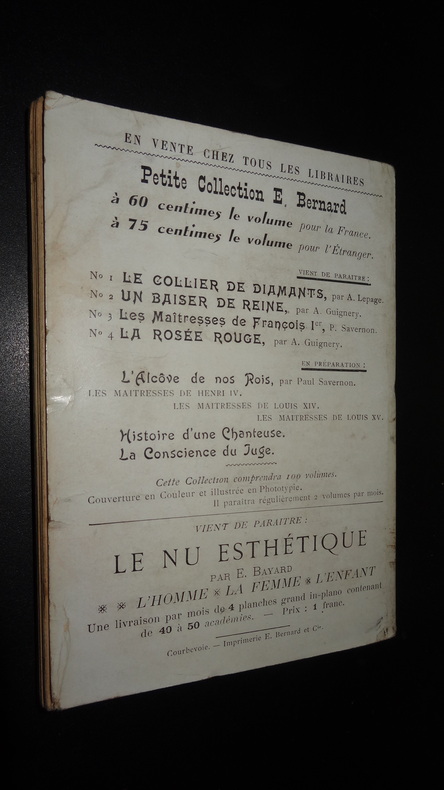 EN VENTE CHEZ TOUS LES LIBRAIRES
Petite Collection E. Bernard
à 60 centimes le volume pour la France.
à 75 centimes le volume pour l'Étranger.
VIENT DE PARAITRE :
No 1 LE COLLIER DE DIAMANTS, par A. Lepage.
No 2 UN BAISER DE REINE, par A. Guignery.
No 3 Les Maîtresses de François Ier, P. Savernon.
No 4 LA ROSÉE ROUGE, par A. Guignery.
EN PRÉPARATION :
L'Alcôve de nos Rois, par Paul Savernon.
LES MAITRESSES DE HENRI IV.
LES MAITRESSES DE LOUIS XIV.
LES MAITRESSES DE LOUIS XV.
Histoire d'une Chanteuse.
La Conscience du Juge.
Cette Collection comprendra 100 volumes.
Couverture en Couleur et illustrée en Phototypie.
Il paraîtra régulièrement 2 volumes par mois.
VIENT DE PARAITRE :
LE NU ESTHÉTIQUE
PAR E. BAYARD
L'HOMME * LA FEMME * L'ENFANT
Une livraison par mois de 4 planches grand in-plano contenant
de 40 à 50 académies. — Prix : 1 franc.
Courbevoie. — Imprimerie E. Bernard et Cie.